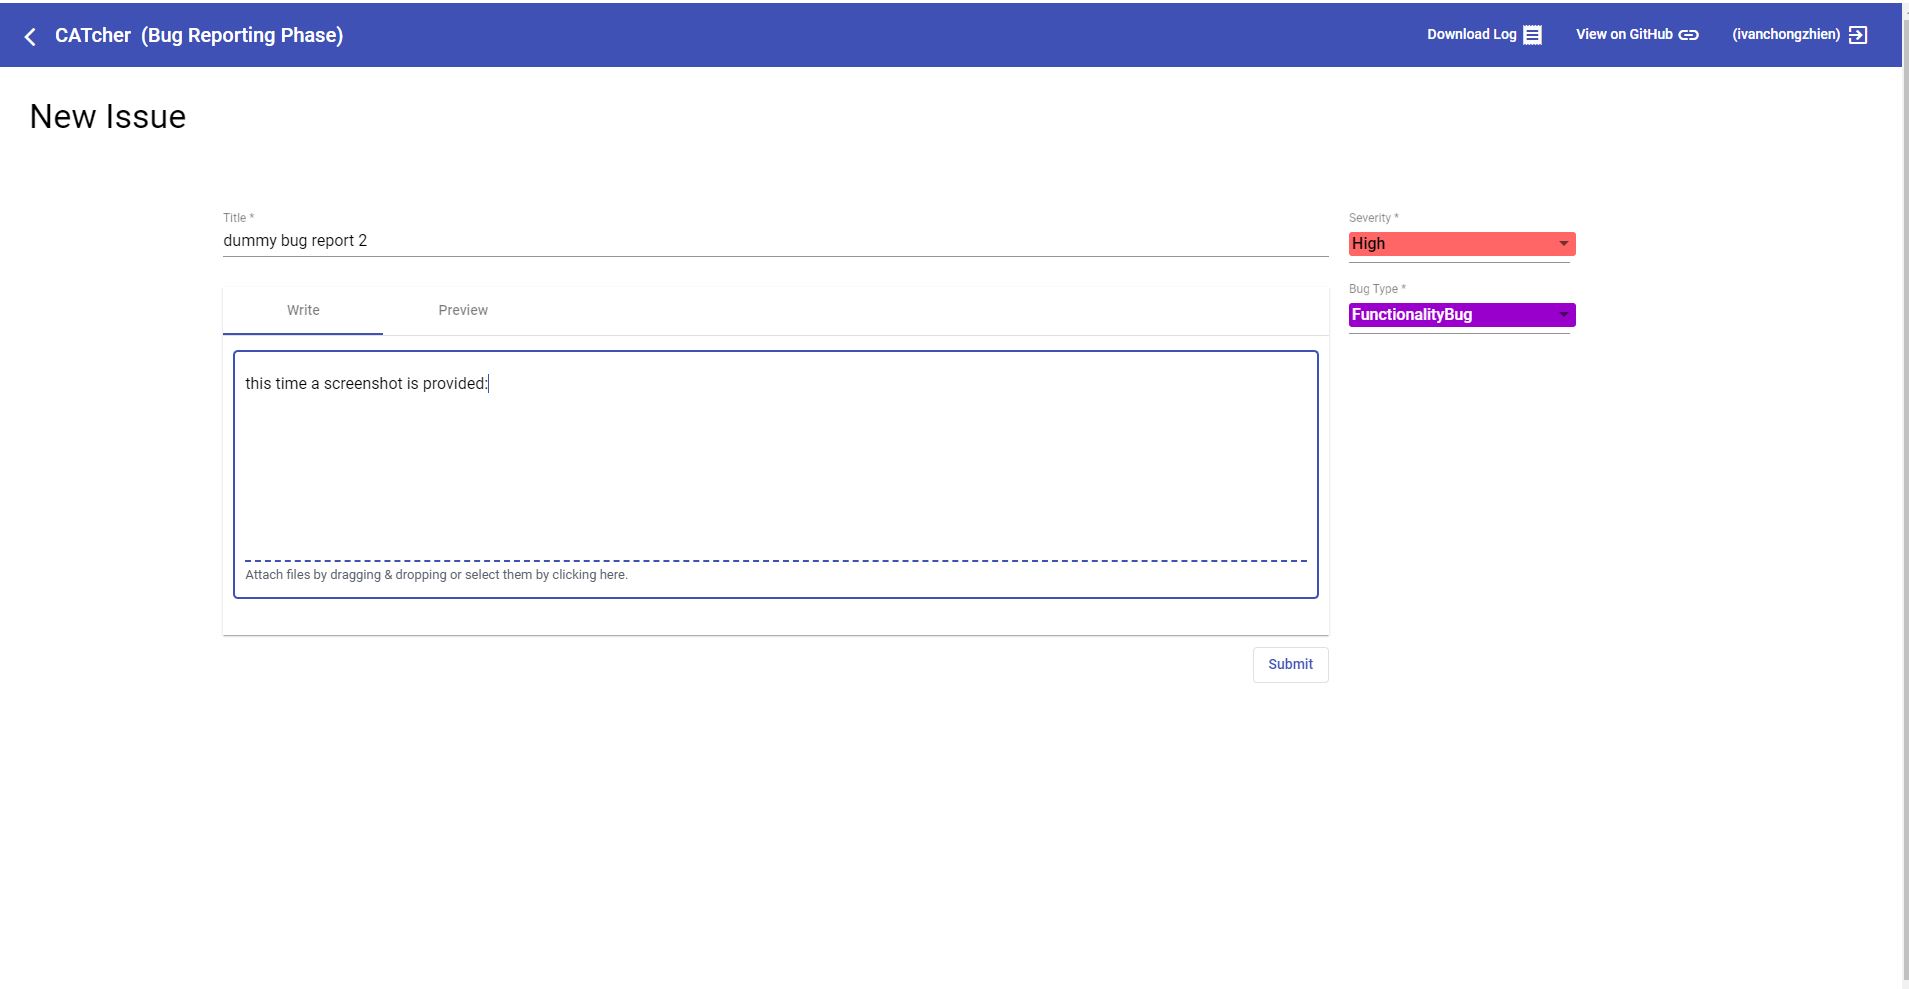 CATcher (Bug Reporting Phase)
Download Log
View on GitHub
(ivanchongzhien)
New Issue
Title *
dummy bug report 2
Severity *
High
Bug Type *
FunctionalityBug
Write
Preview
this time a screenshot is provided:
Attach files by dragging & dropping or select them by clicking here.
Submit